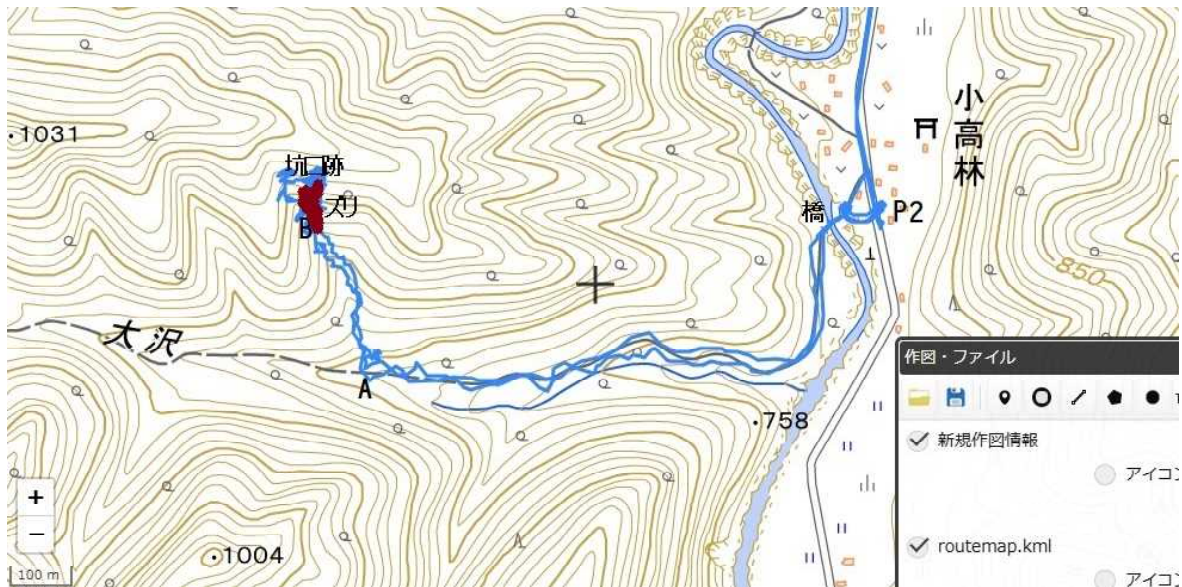 小高林
1031
坑口跡
ズリ
B
橋
P2
850
大沢
A
758
1004
+
−
100 m
作図・ファイル
新規作図情報
アイコン
routemap.kml
アイコン